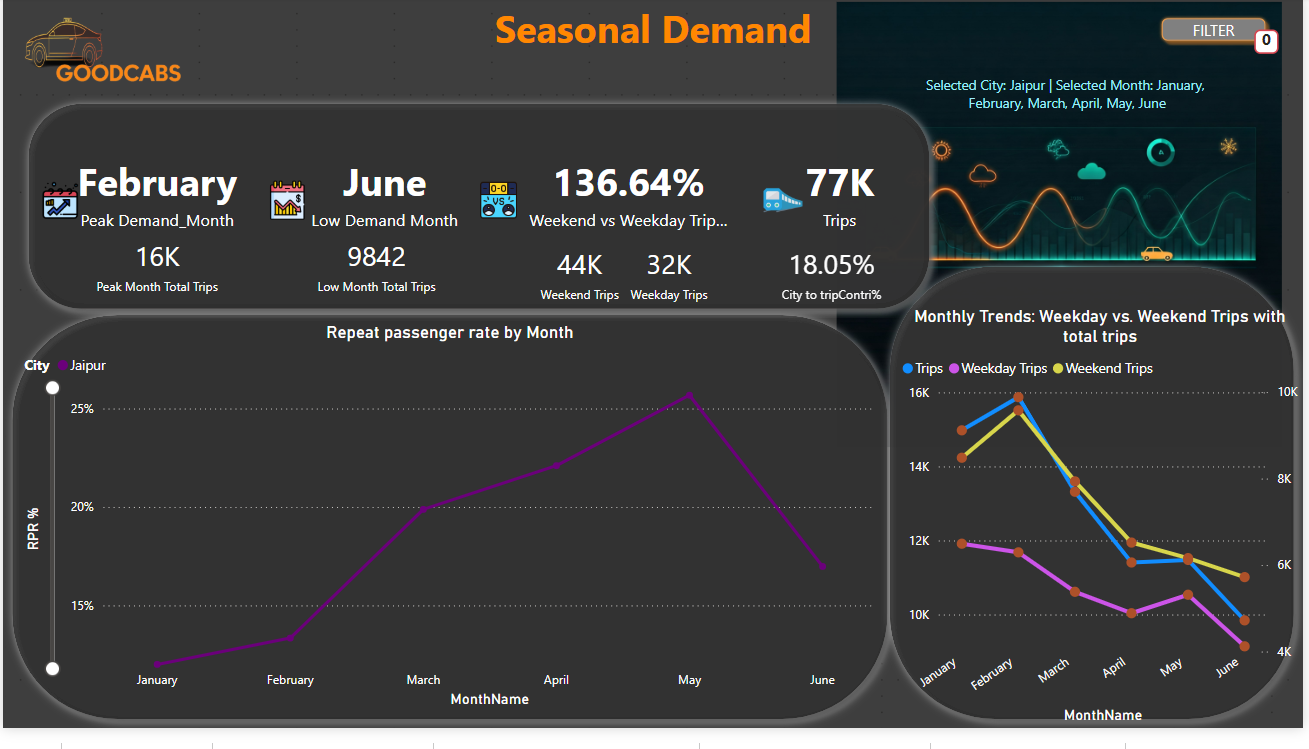 Seasonal Demand
GOODCABS
FILTER
0
Selected City: Jaipur | Selected Month: January,
February, March, April, May, June
February
Peak Demand_Month
16K
Peak Month Total Trips
June
Low Demand Month
9842
Low Month Total Trips
0-0
VS
136.64%
Weekend vs Weekday Trip...
44K
Weekend Trips
32K
Weekday Trips
77K
Trips
18.05%
City to tripContri%
Repeat passenger rate by Month
City Jaipur
RPR %
25%
20%
15%
January February March April May June
MonthName
Monthly Trends: Weekday vs. Weekend Trips with
total trips
Trips Weekday Trips Weekend Trips
16K
14K
12K
10K
10K
8K
6K
4K
January February March April May June
MonthName